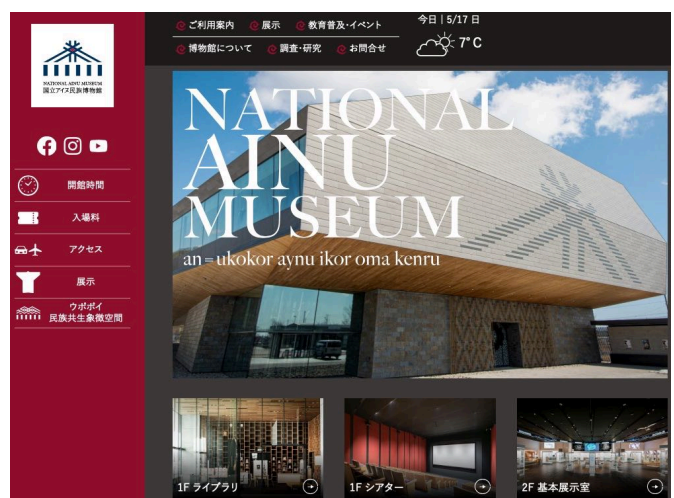 NATIONAL AINU MUSEUM
国立アイヌ民族博物館
開館時間
入場料
アクセス
展示
ウポポイ
民族共生象徴空間
ご利用案内 展示 教育普及・イベント
博物館について 調査・研究 お問合せ
今日 | 5/17 日
7°C
NATIONAL
AINU
MUSEUM
an=ukokor aynu ikor oma kenru
1F ライブラリ
1F シアター
2F 基本展示室